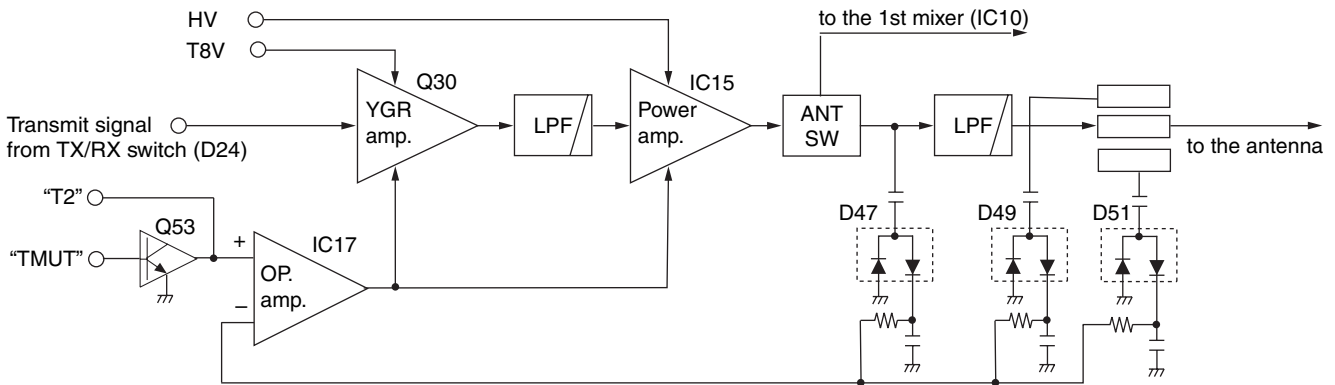 HV
to the 1st mixer (IC10)
T8V
Q30
IC15
YGR
amp.
LPF
Power
amp.
ANT
SW
LPF
Transmit signal
from TX/RX switch (D24)
to the antenna
"T2"
Q53
"TMUT"
+
IC17
OP.
amp.
–
D47
D49
D51